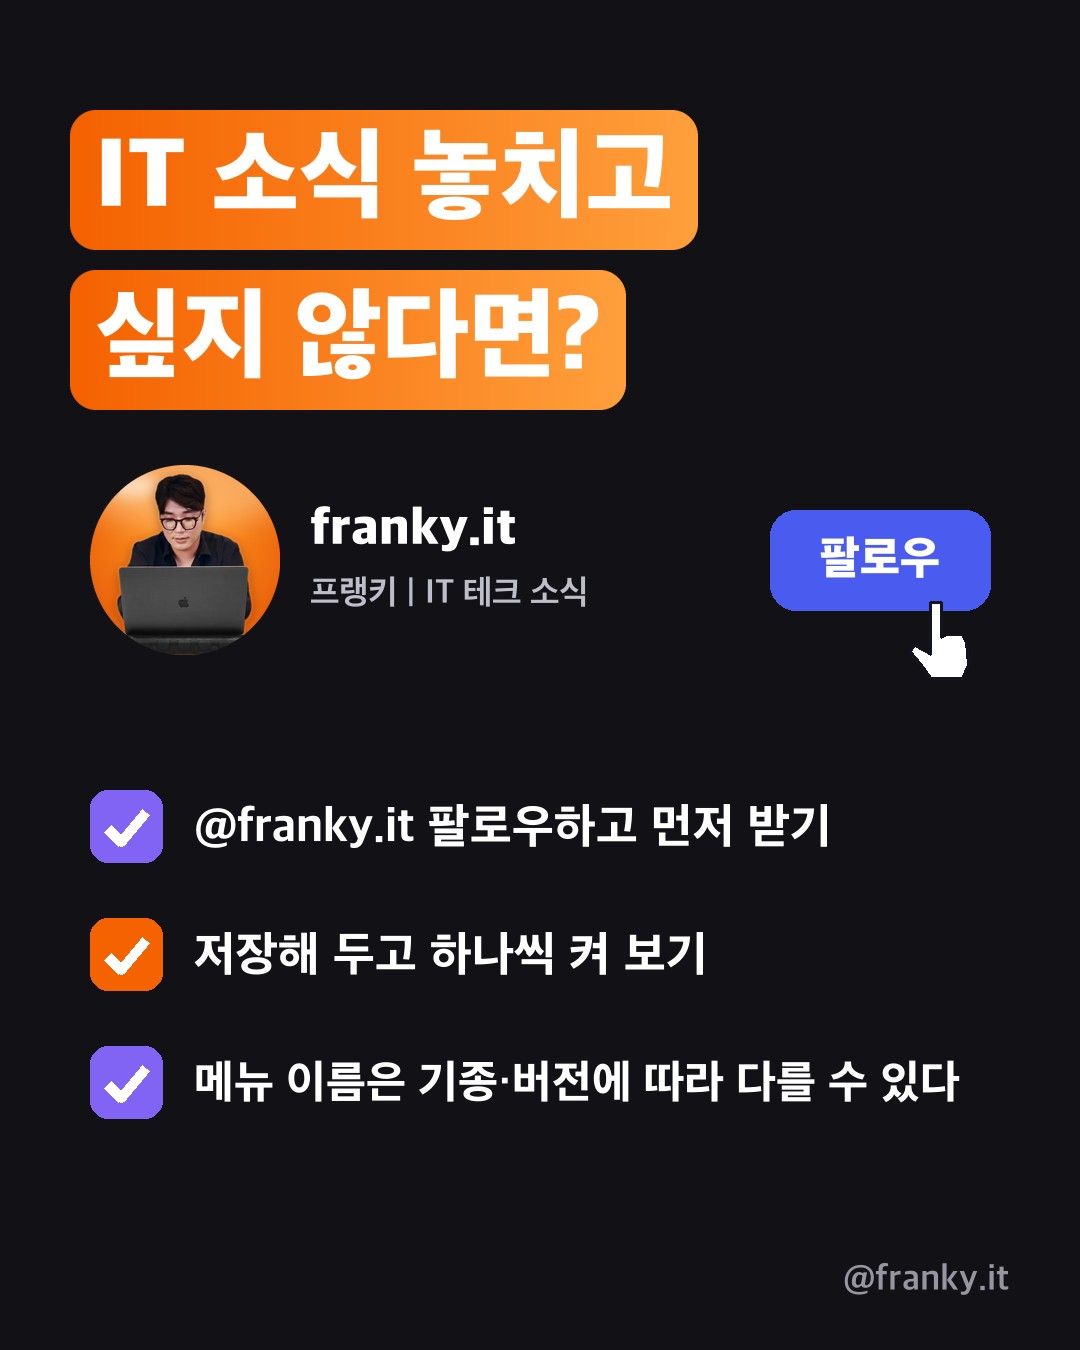 IT 소식 놓치고
싶지 않다면?
franky.it
프랭키 | IT 테크 소식
팔로우
@franky.it 팔로우하고 먼저 받기
저장해 두고 하나씩 켜 보기
메뉴 이름은 기종·버전에 따라 다를 수 있다
@franky.it